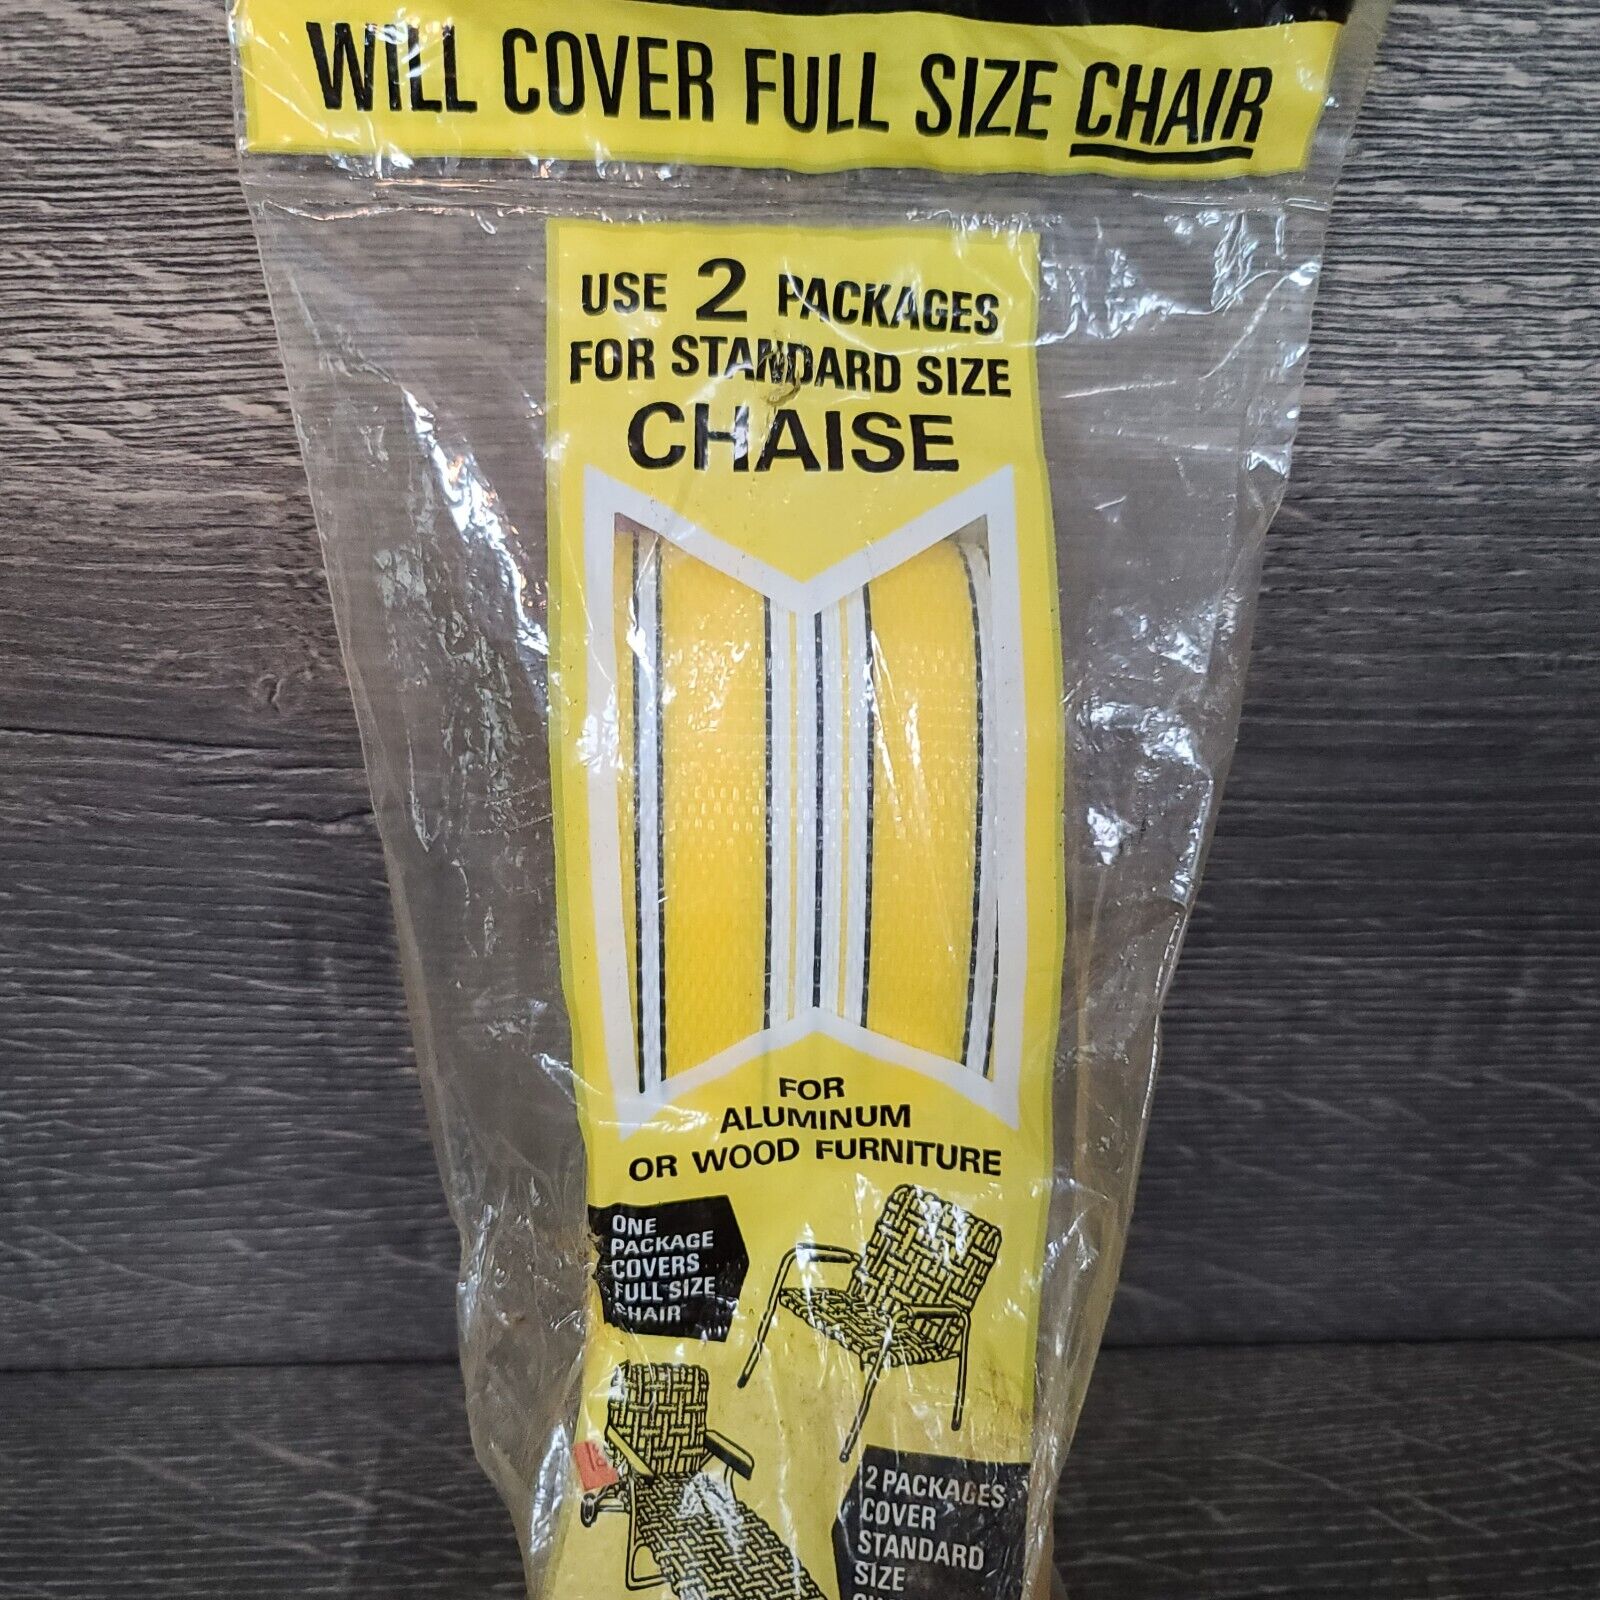 WILL COVER FULL SIZE CHAIR
USE 2 PACKAGES
FOR STANDARD SIZE
CHAISE
FOR
ALUMINUM
OR WOOD FURNITURE
ONE
PACKAGE
COVERS
FULL SIZE
CHAIR
2 PACKAGES
COVER
STANDARD
SIZE